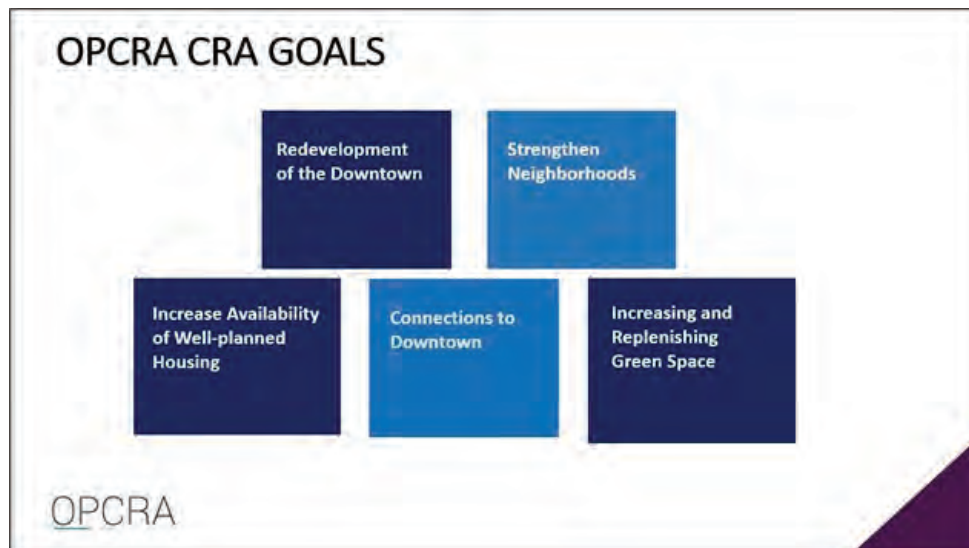 OPCRA CRA GOALS
Redevelopment
of the Downtown
Strengthen
Neighborhoods
Increase Availability
of Well-planned
Housing
Connections to
Downtown
Increasing and
Replenishing
Green Space
OPCRA